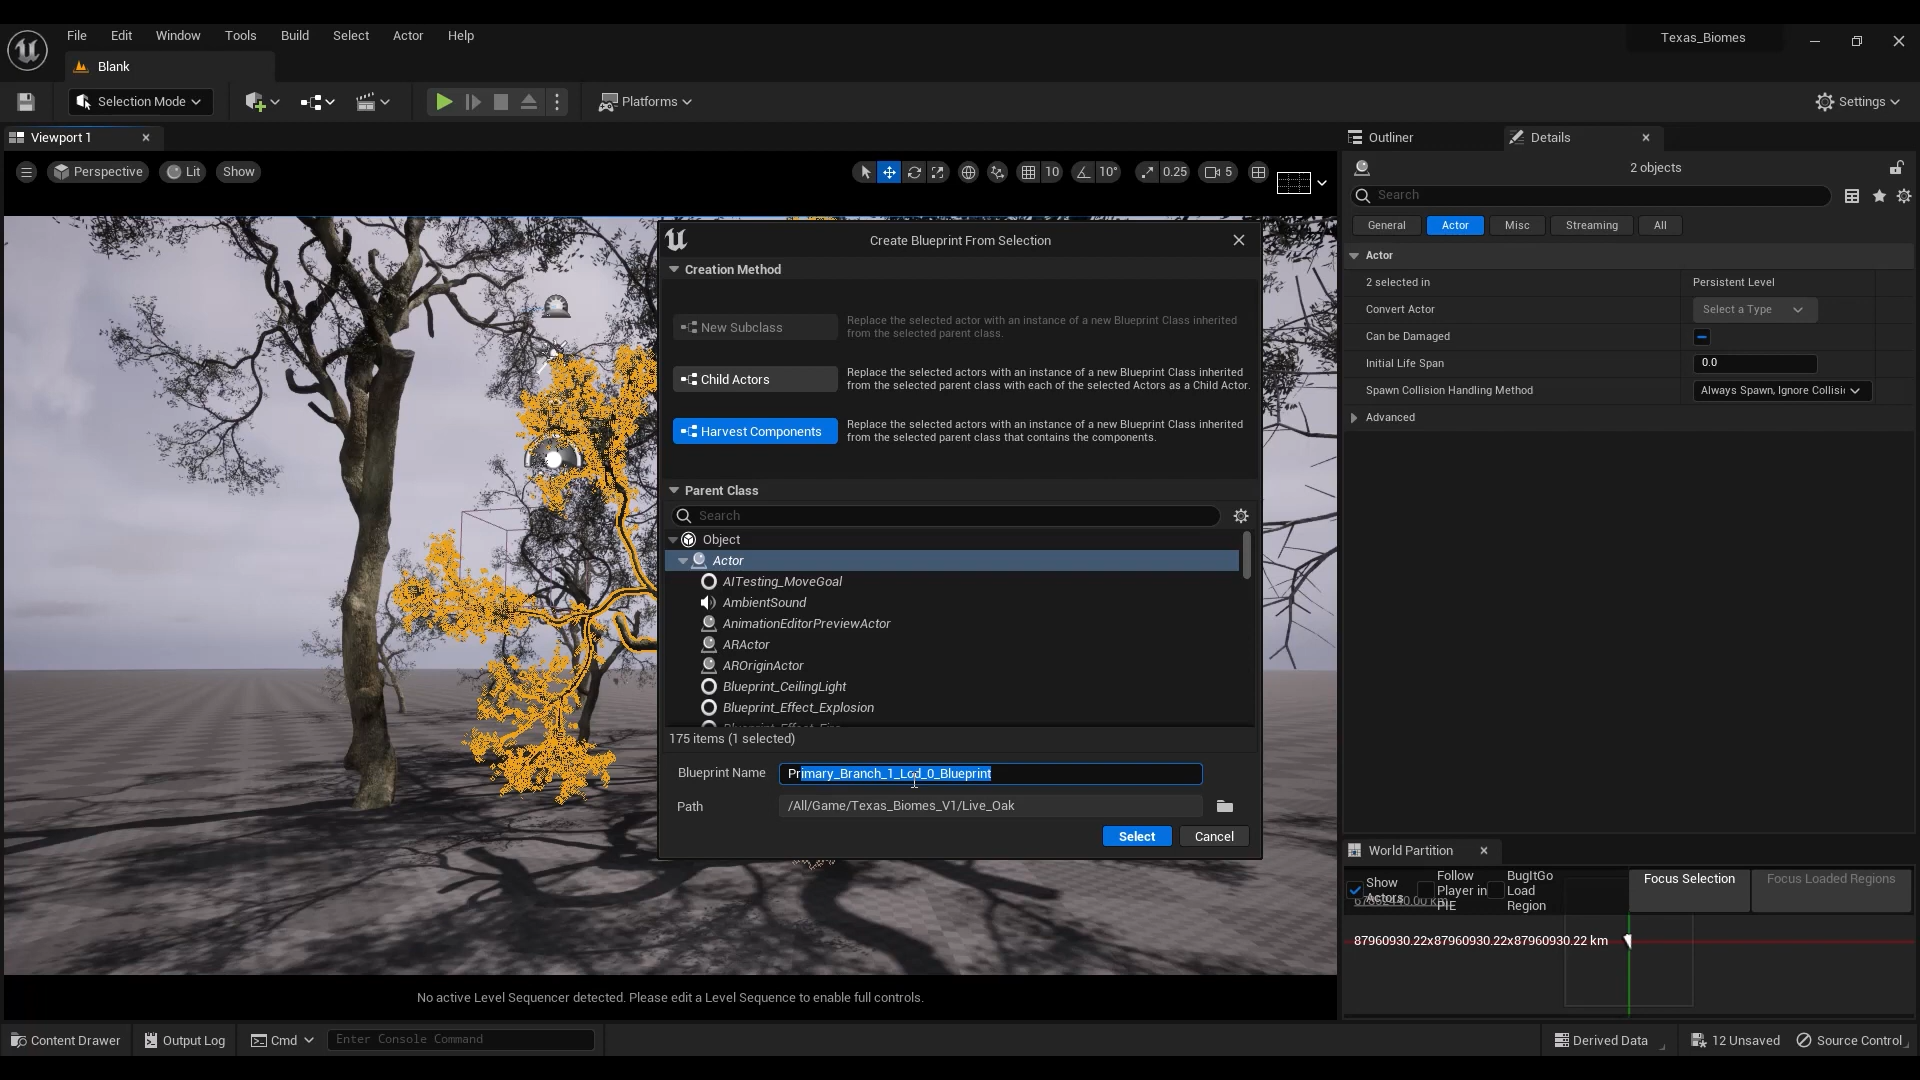 File Edit Window Tools Build Select Actor Help
Texas_Biomes
Blank
Selection Mode
Platforms
Settings
Viewport 1
Outliner
Details
Perspective
Lit
Show
10
10°
0.25
5
2 objects
Search
General
Actor
Misc
Streaming
All
Actor
2 selected in
Persistent Level
Convert Actor
Select a Type
Can be Damaged
Initial Life Span
0.0
Spawn Collision Handling Method
Always Spawn, Ignore Collisi
Advanced
Create Blueprint From Selection
Creation Method
New Subclass
Replace the selected actor with an instance of a new Blueprint Class inherited
from the selected parent class.
Child Actors
Replace the selected actors with an instance of a new Blueprint Class inherited
from the selected parent class with each of the selected Actors as a Child Actor.
Harvest Components
Replace the selected actors with an instance of a new Blueprint Class inherited
from the selected parent class that contains the components.
Parent Class
Search
Object
Actor
AITesting_MoveGoal
AmbientSound
AnimationEditorPreviewActor
ARActor
AROriginActor
Blueprint_CeilingLight
Blueprint_Effect_Explosion
175 items (1 selected)
Blueprint Name
Primary_Branch_1_Lod_0_Blueprint
Path
/All/Game/Texas_Biomes_V1/Live_Oak
Select
Cancel
World Partition
Show
Actors
Follow
Player in
PIE
BugItGo
Load
Region
Focus Selection
Focus Loaded Regions
87960930.22x87960930.22x87960930.22 km
No active Level Sequencer detected. Please edit a Level Sequence to enable full controls.
Content Drawer
Output Log
Cmd
Enter Console Command
Derived Data
12 Unsaved
Source Control